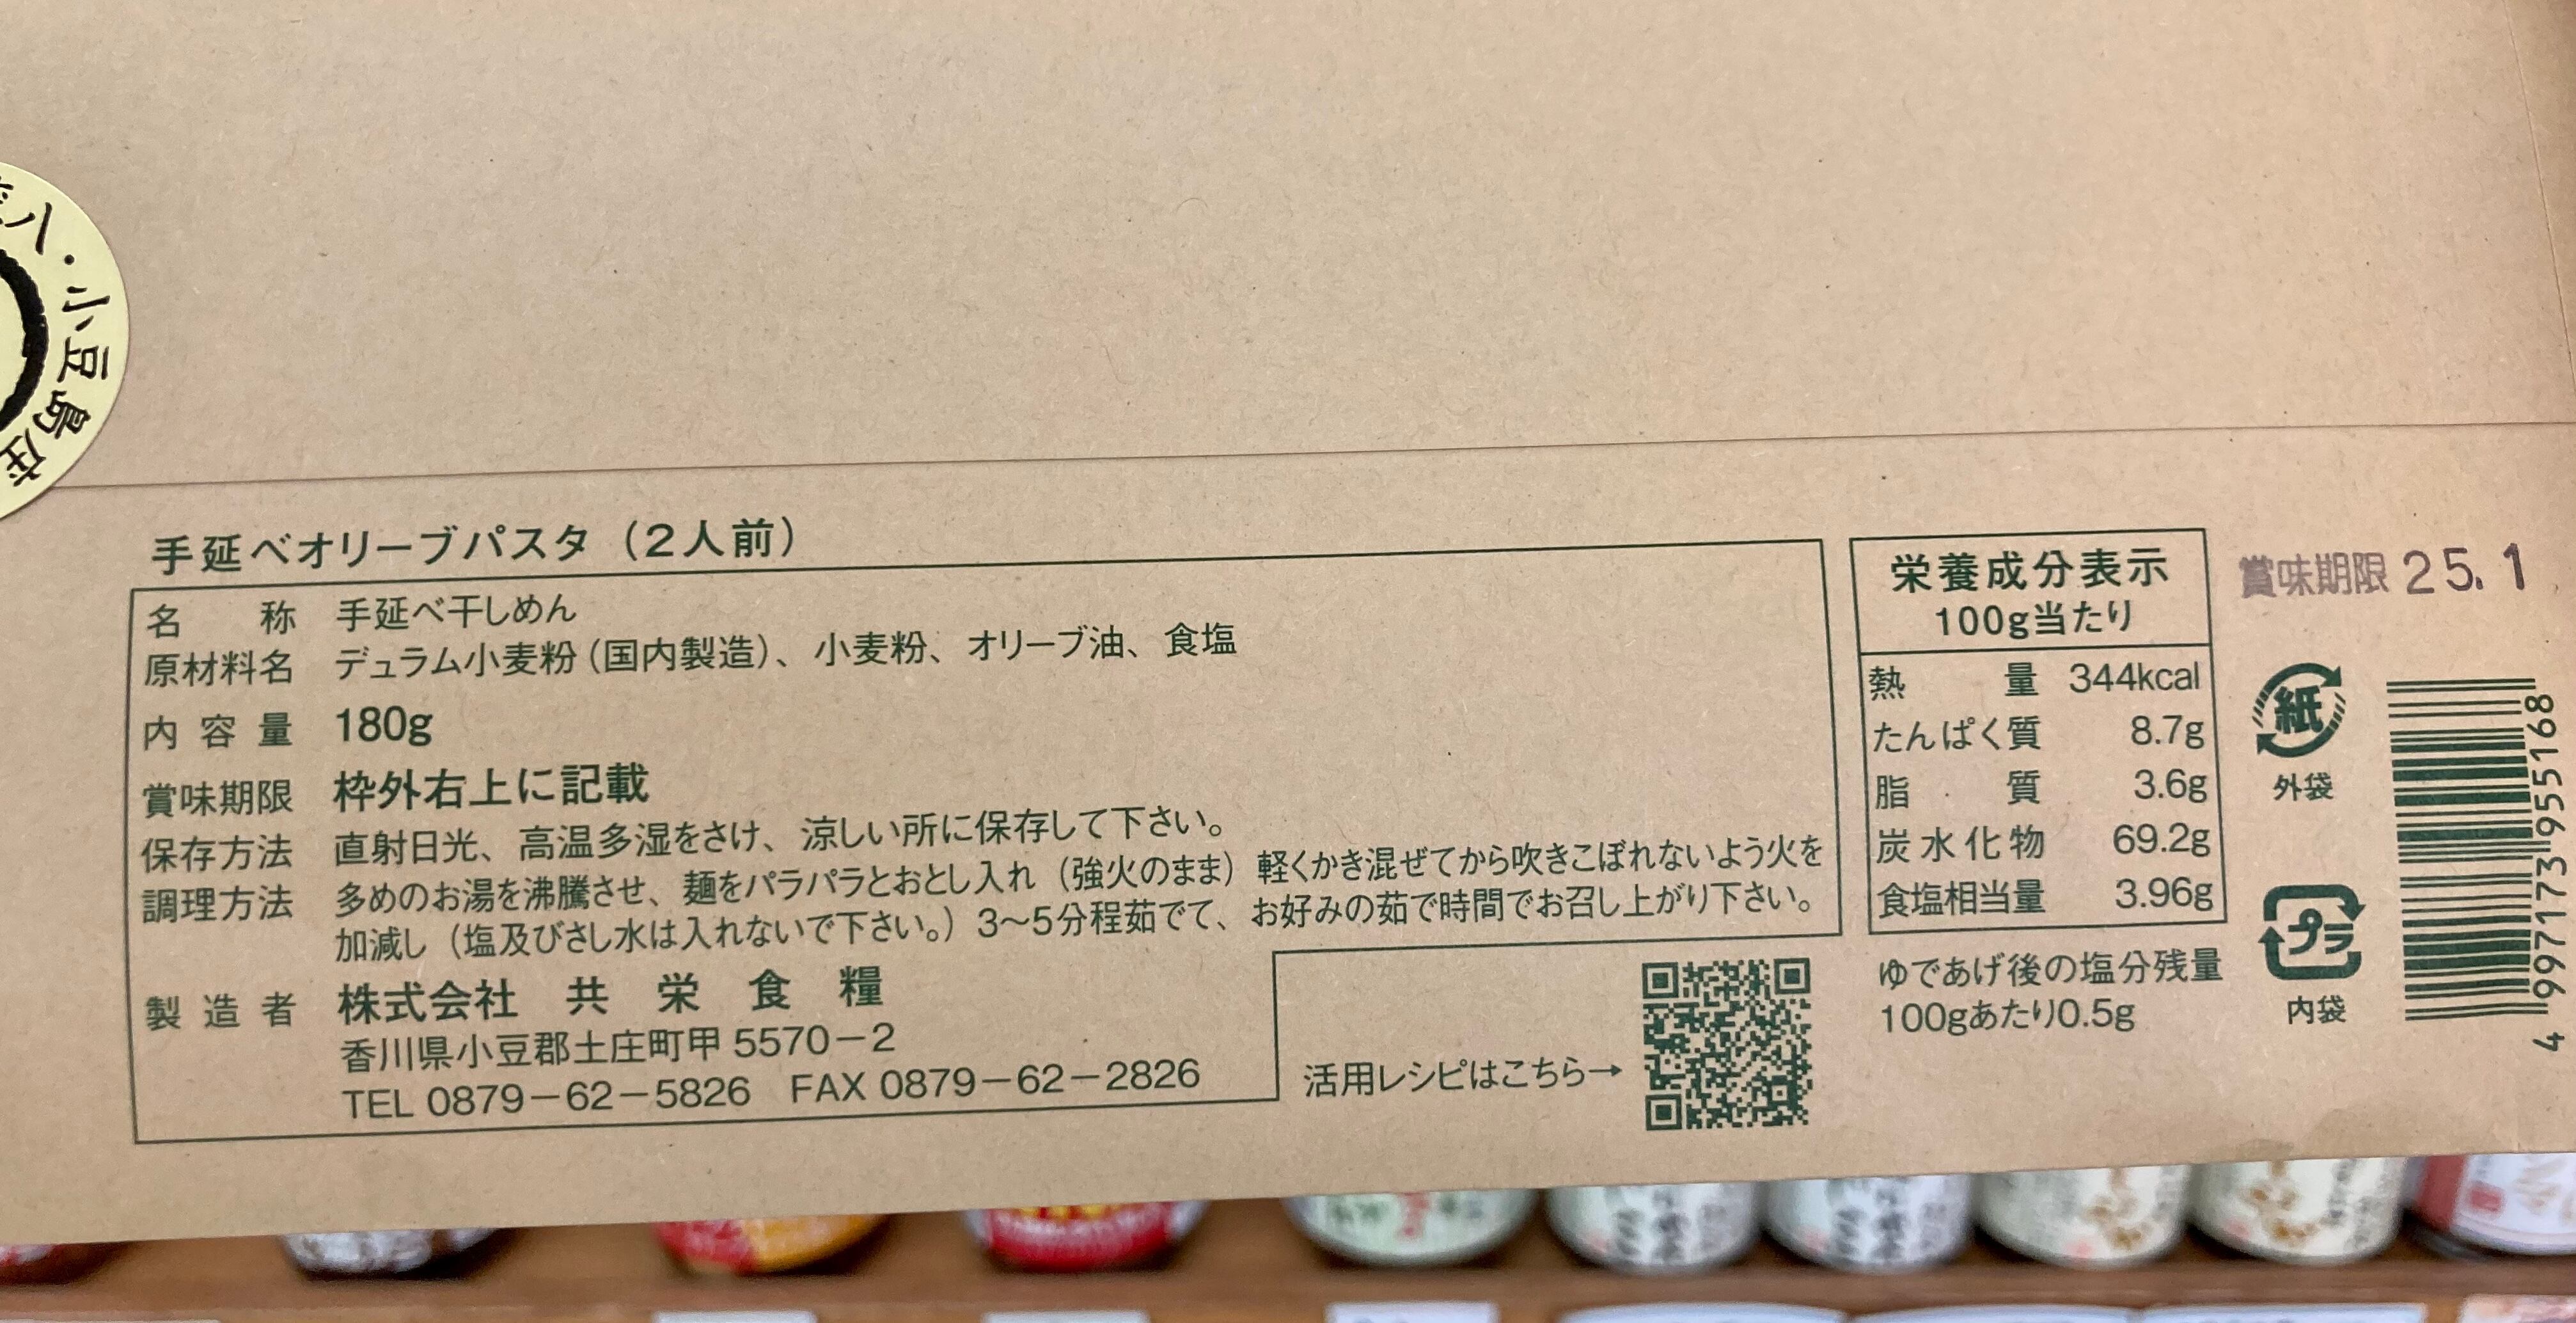 ・小豆島庄
手延べオリーブパスタ（2人前）
名　　称　手延べ干しめん
原材料名　デュラム小麦粉（国内製造）、小麦粉、オリーブ油、食塩
内容量　180g
賞味期限　枠外右上に記載
保存方法　直射日光、高温多湿をさけ、涼しい所に保存して下さい。
調理方法　多めのお湯を沸騰させ、麺をパラパラとおとし入れ（強火のまま）軽くかき混ぜてから吹きこぼれないよう火を
加減し（塩及びさし水は入れないで下さい。）3〜5分程茹でて、お好みの茹で時間でお召し上がり下さい。
製造者　株式会社　共栄食糧
香川県小豆郡土庄町甲5570－2
TEL 0879－62－5826　FAX 0879－62－2826
活用レシピはこちら→
栄養成分表示
100g当たり
熱　　量　344kcal
たんぱく質　8.7g
脂　　質　3.6g
炭水化物　69.2g
食塩相当量　3.96g
ゆであげ後の塩分残量
100gあたり0.5g
賞味期限 25.1
紙
外袋
プラ
内袋
4997173955168